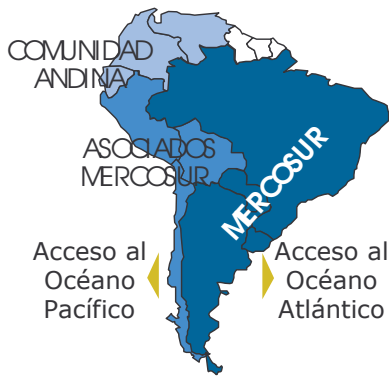 COMUNIDAD
ANDINA
ASOCIADOS
MERCOSUR
MERCOSUR
Acceso al
Océano
Pacífico
Acceso al
Océano
Atlántico